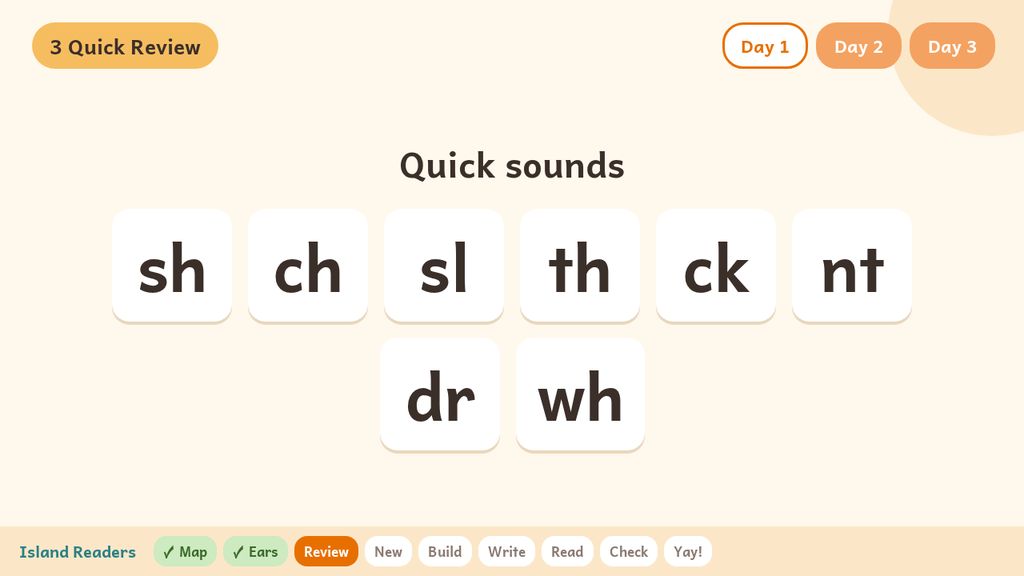 3 Quick Review
Day 1 Day 2 Day 3
Quick sounds
sh ch sl th ck nt
dr wh
Island Readers ✓ Map ✓ Ears Review New Build Write Read Check Yay!